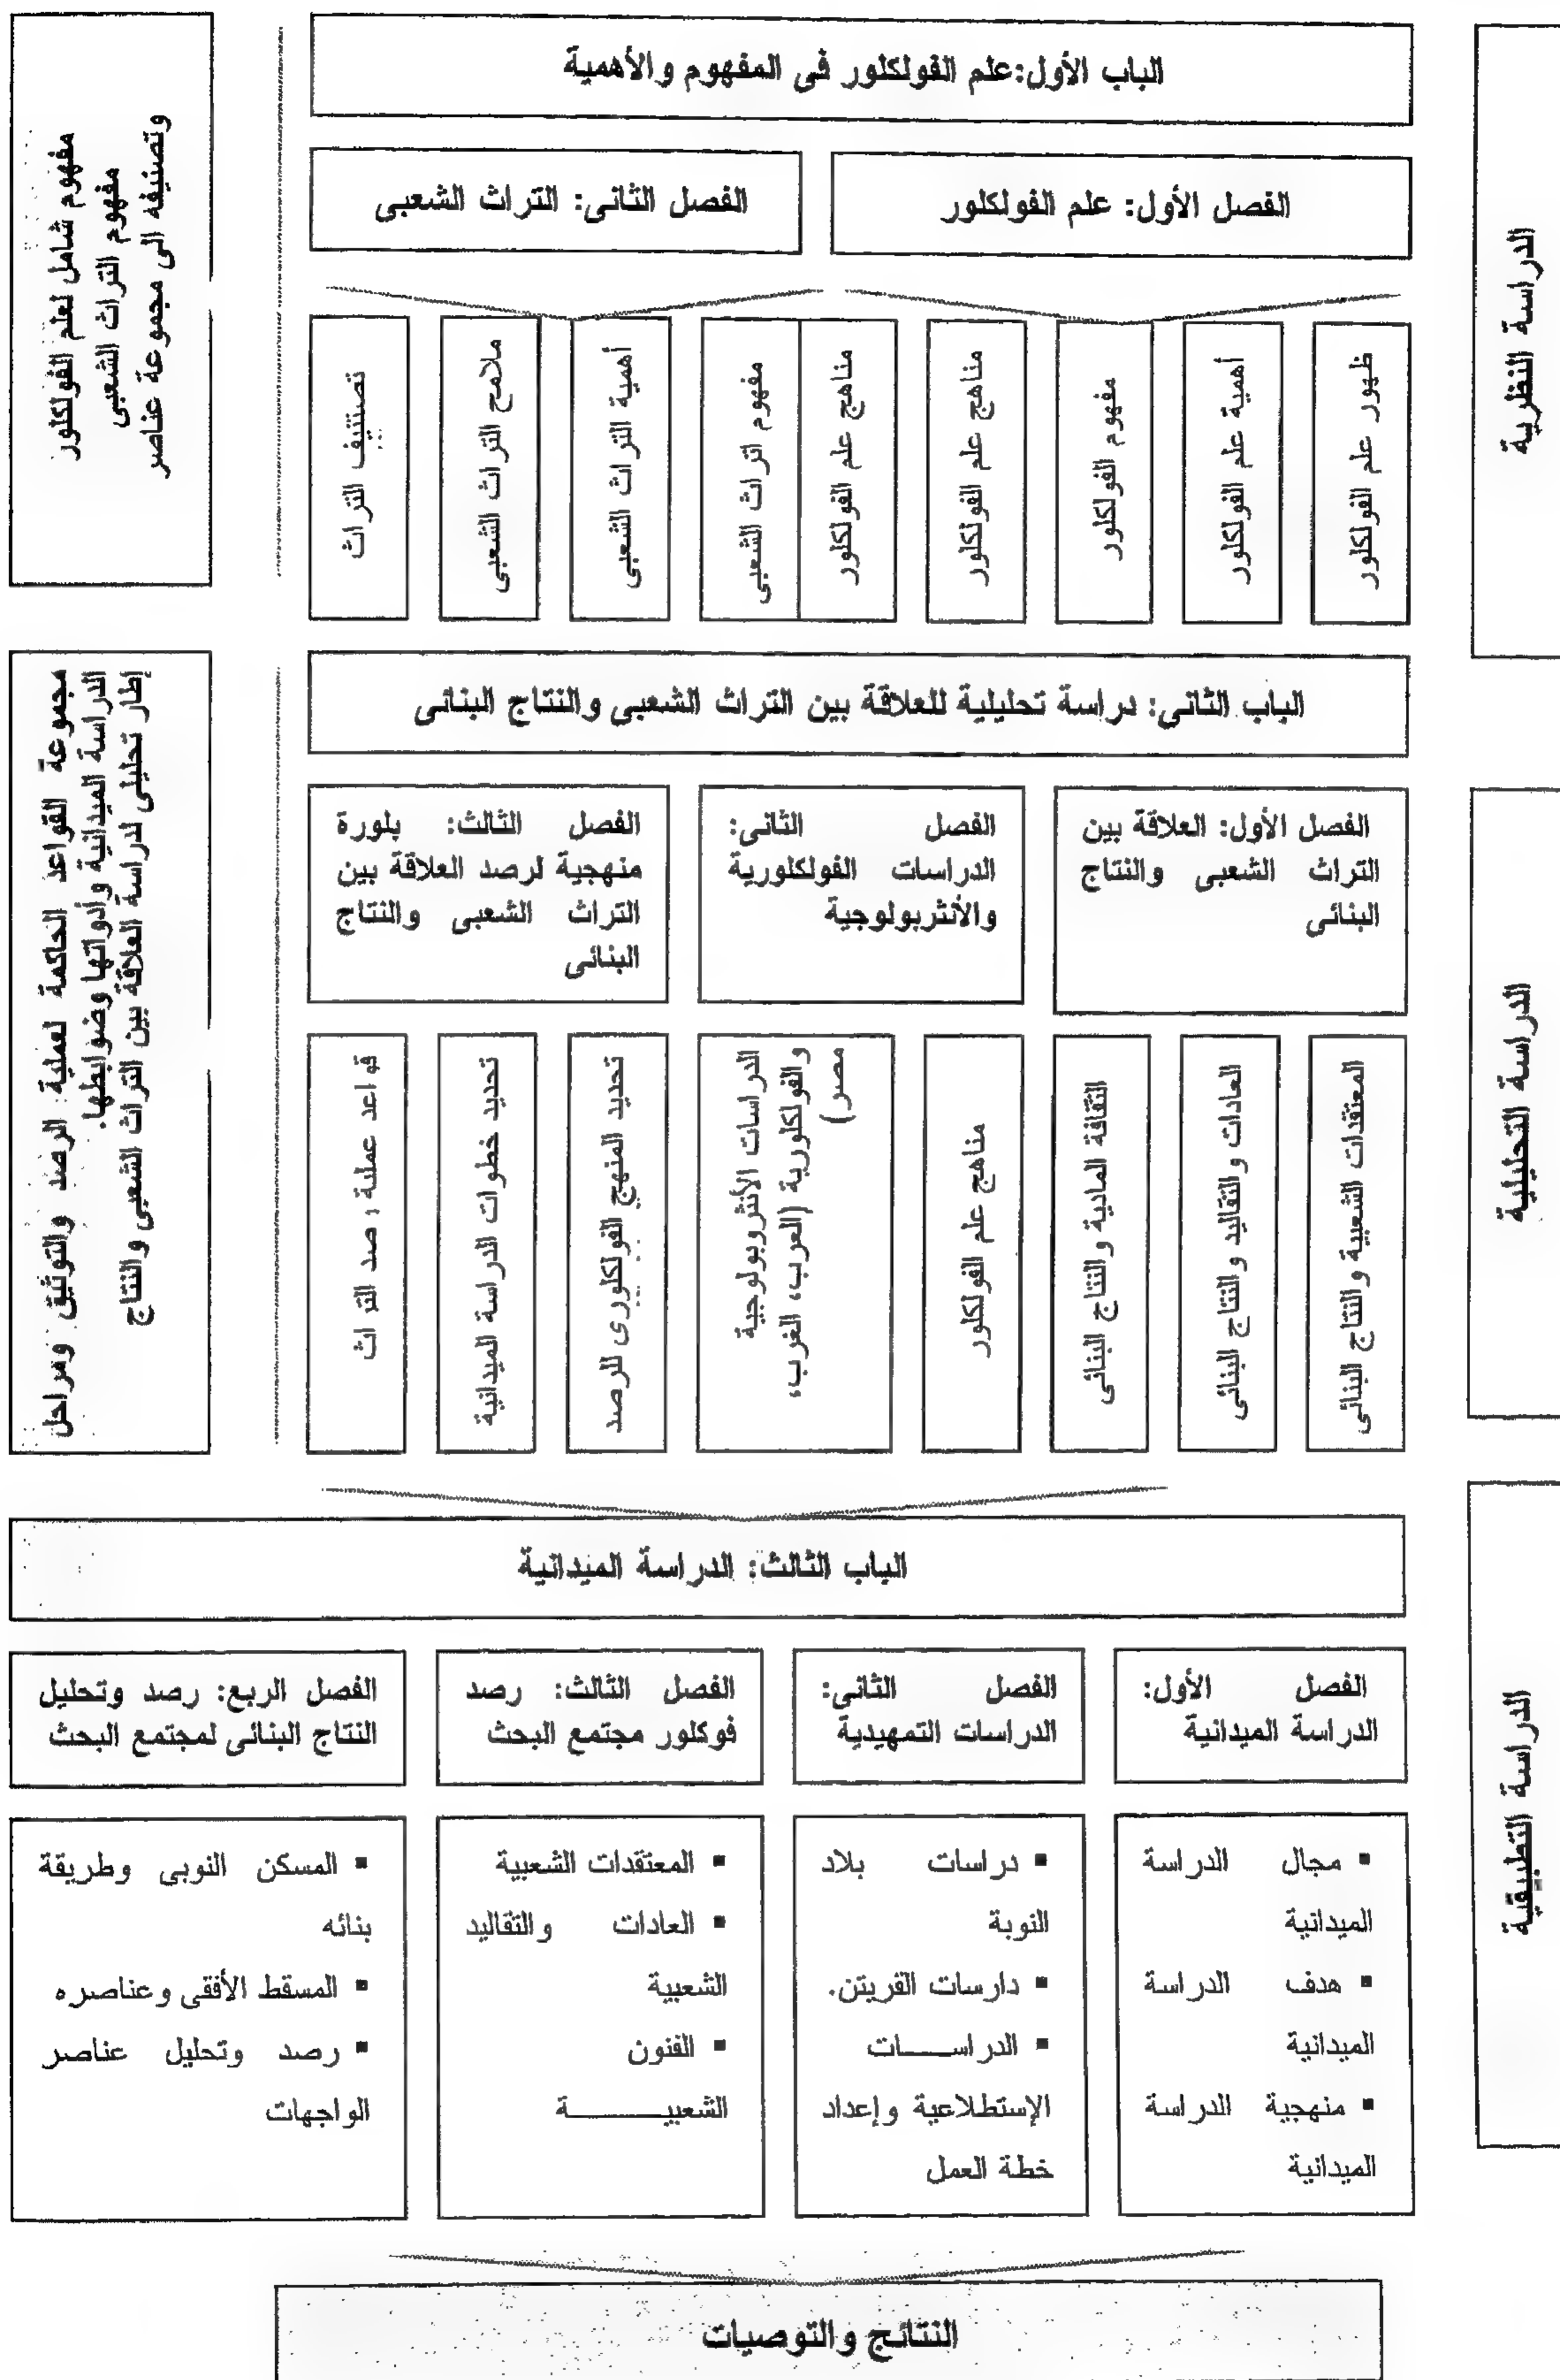 الدراسة النظرية
الباب الأول:علم الفولكلور فى المفهوم والأهمية
الفصل الأول: علم الفولكلور
الفصل الثانى: التراث الشعبى
ظهور علم الفولكلور
أهمية علم الفولكلور
مفهوم الفولكلور
مناهج علم الفولكلور
مناهج علم الفولكلور
مفهوم اتراث الشعبى
أهمية التراث الشعبى
ملامح التراث الشعبى
تصنيف التراث
مفهوم شامل لعلم الفولكلور
مفهوم التراث الشعبى
وتصنيفه الى مجموعة عناصر
الدراسة التحليلية
الباب الثانى: دراسة تحليلية للعلاقة بين التراث الشعبى والنتاج البنائى
الفصل الأول: العلاقة بين
التراث الشعبى والنتاج
البنائى
الفصل الثانى:
الدراسات الفولكلورية
والأنثربولوجية
الفصل الثالث: بلورة
منهجية لرصد العلاقة بين
التراث الشعبى والنتاج
البنائى
المعتقدات الشعبية والنتاج البنائى
العادات والتقاليد والنتاج البنائى
الثقافة المادية والنتاج البنائى
مناهج علم الفولكلور
الدراسات الأنثروبولوجية
والفولكلورية (العرب، الغرب،
مصر)
تحديد المنهج الفولكلورى للرصد
تحديد خطوات الدراسة الميدانية
قواعد عملية رصد التراث
مجموعة القواعد الحاكمة لعملية الرصد والتوثيق ومراحل
الدراسة الميدانية وأدواتها وضوابطها.
إطار تحليلى لدراسة العلاقة بين التراث الشعبى والنتاج
الدراسة التطبيقية
الباب الثالث: الدراسة الميدانية
الفصل الأول:
الدراسة الميدانية
الفصل الثانى:
الدراسات التمهيدية
الفصل الثالث: رصد
فوكلور مجتمع البحث
الفصل الربع: رصد وتحليل
النتاج البنائى لمجتمع البحث
▪ مجال الدراسة
الميدانية
▪ هدف الدراسة
الميدانية
▪ منهجية الدراسة
الميدانية
▪ دراسات بلاد
النوبة
▪ دارسات القريتن.
▪ الدراسـات
الإستطلاعية وإعداد
خطة العمل
▪ المعتقدات الشعبية
▪ العادات والتقاليد
الشعبية
▪ الفنون
الشعبيـــة
▪ المسكن النوبى وطريقة
بنائه
▪ المسقط الأفقى وعناصره
▪ رصد وتحليل عناصر
الواجهات
النتائج والتوصيات